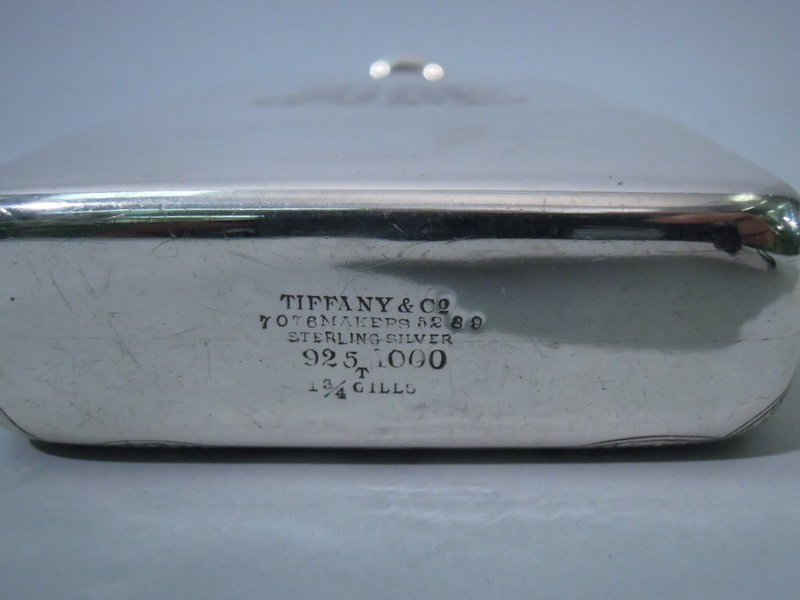 TIFFANY & Co
7076 MAKERS 5289
STERLING SILVER
925 1000
T
1 3/4 GILLS